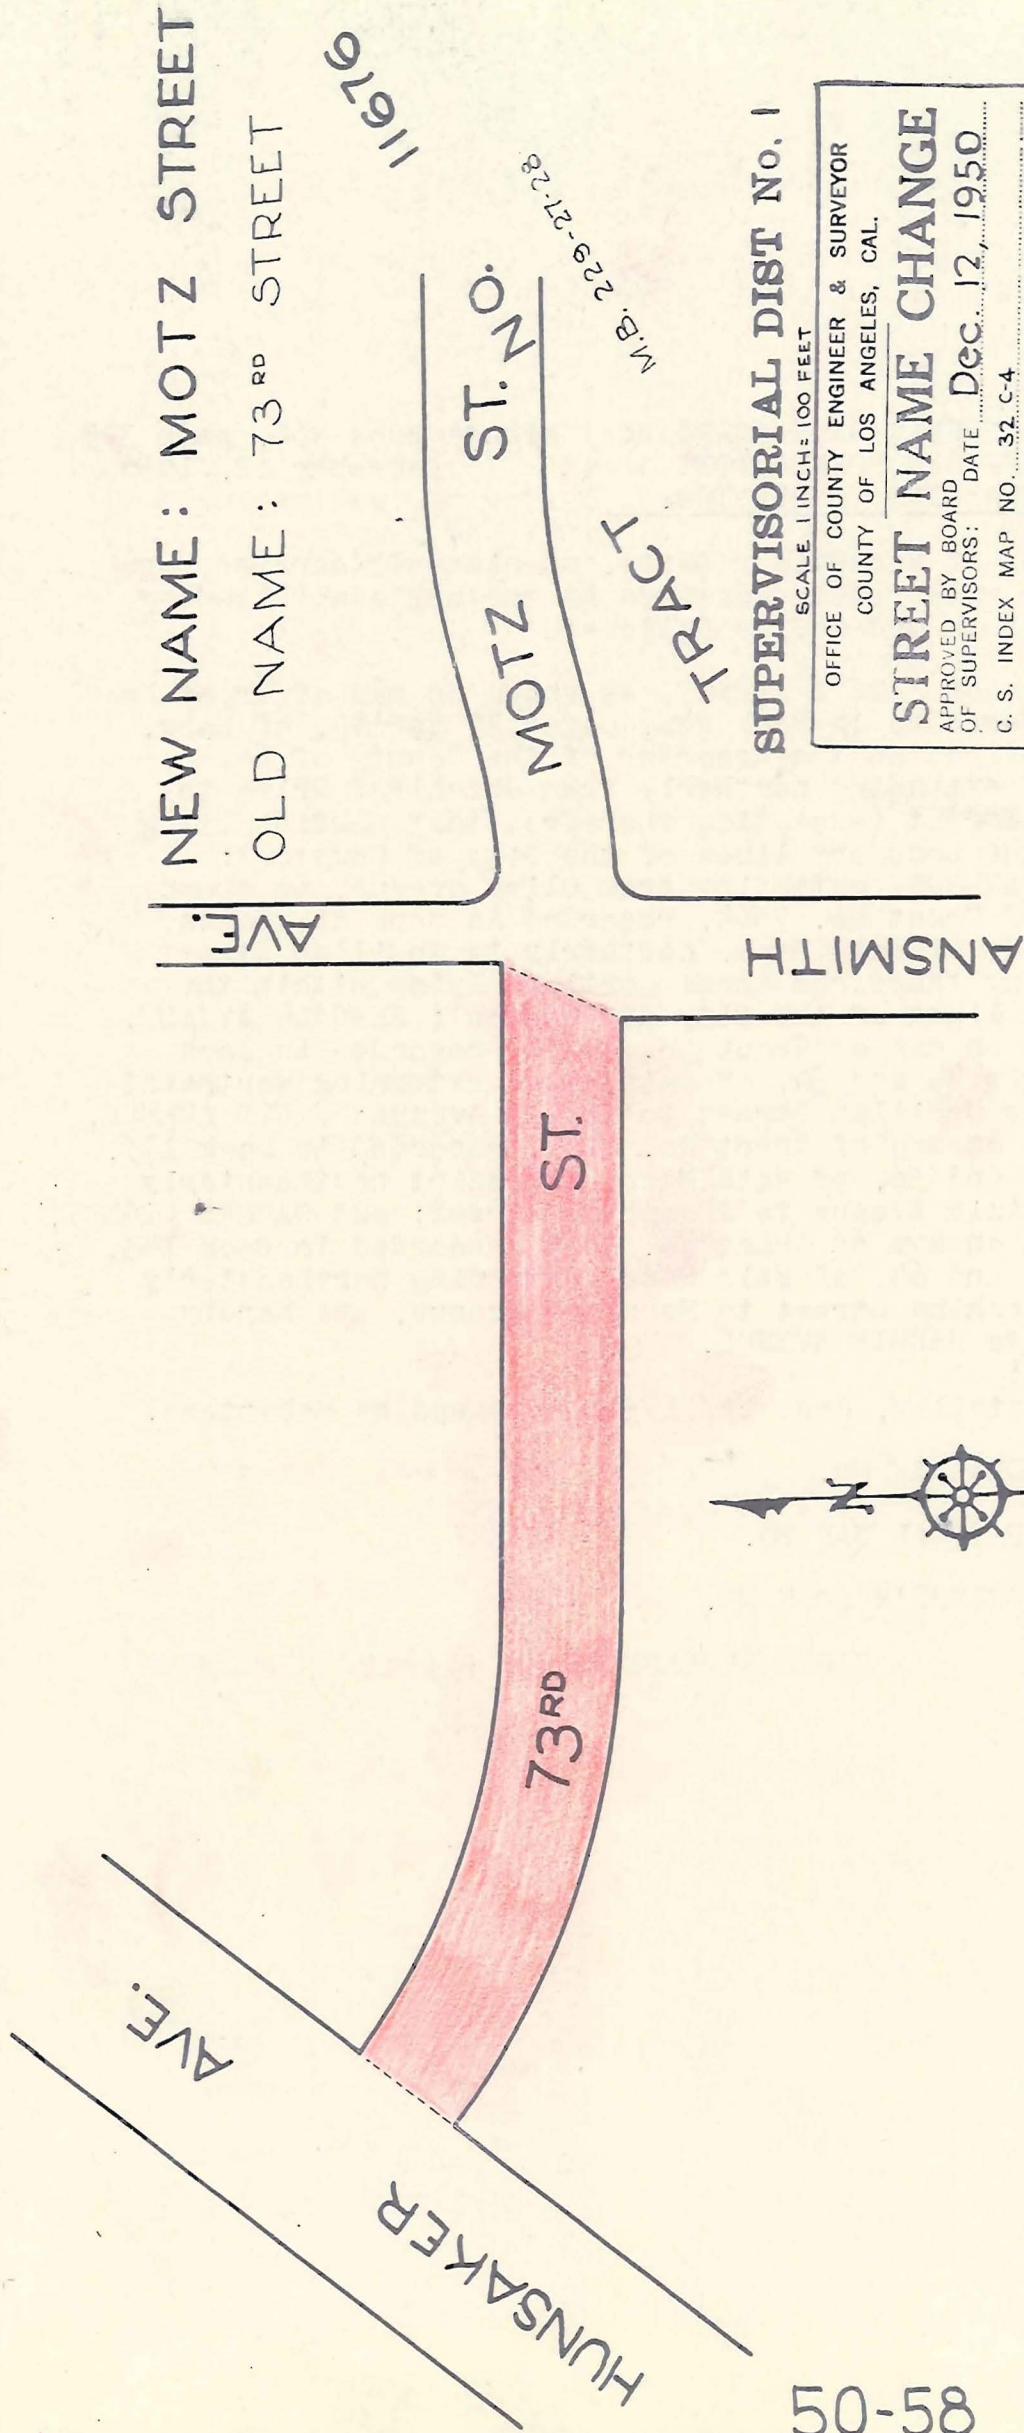 NEW NAME: MOTZ STREET
OLD NAME: 73RD STREET
11676
MOTZ ST.
TRACT NO.
M.B. 229-27-28
AVE.
ANSMITH
73RD ST.
HUNSAKER AVE.
N
SUPERVISORIAL DIST No. 1
SCALE 1 INCH= 100 FEET
OFFICE OF COUNTY ENGINEER & SURVEYOR
COUNTY OF LOS ANGELES, CAL.
STREET NAME CHANGE
APPROVED BY BOARD
OF SUPERVISORS: DATE Dec. 12, 1950
C. S. INDEX MAP NO. 32 C-4
50-58